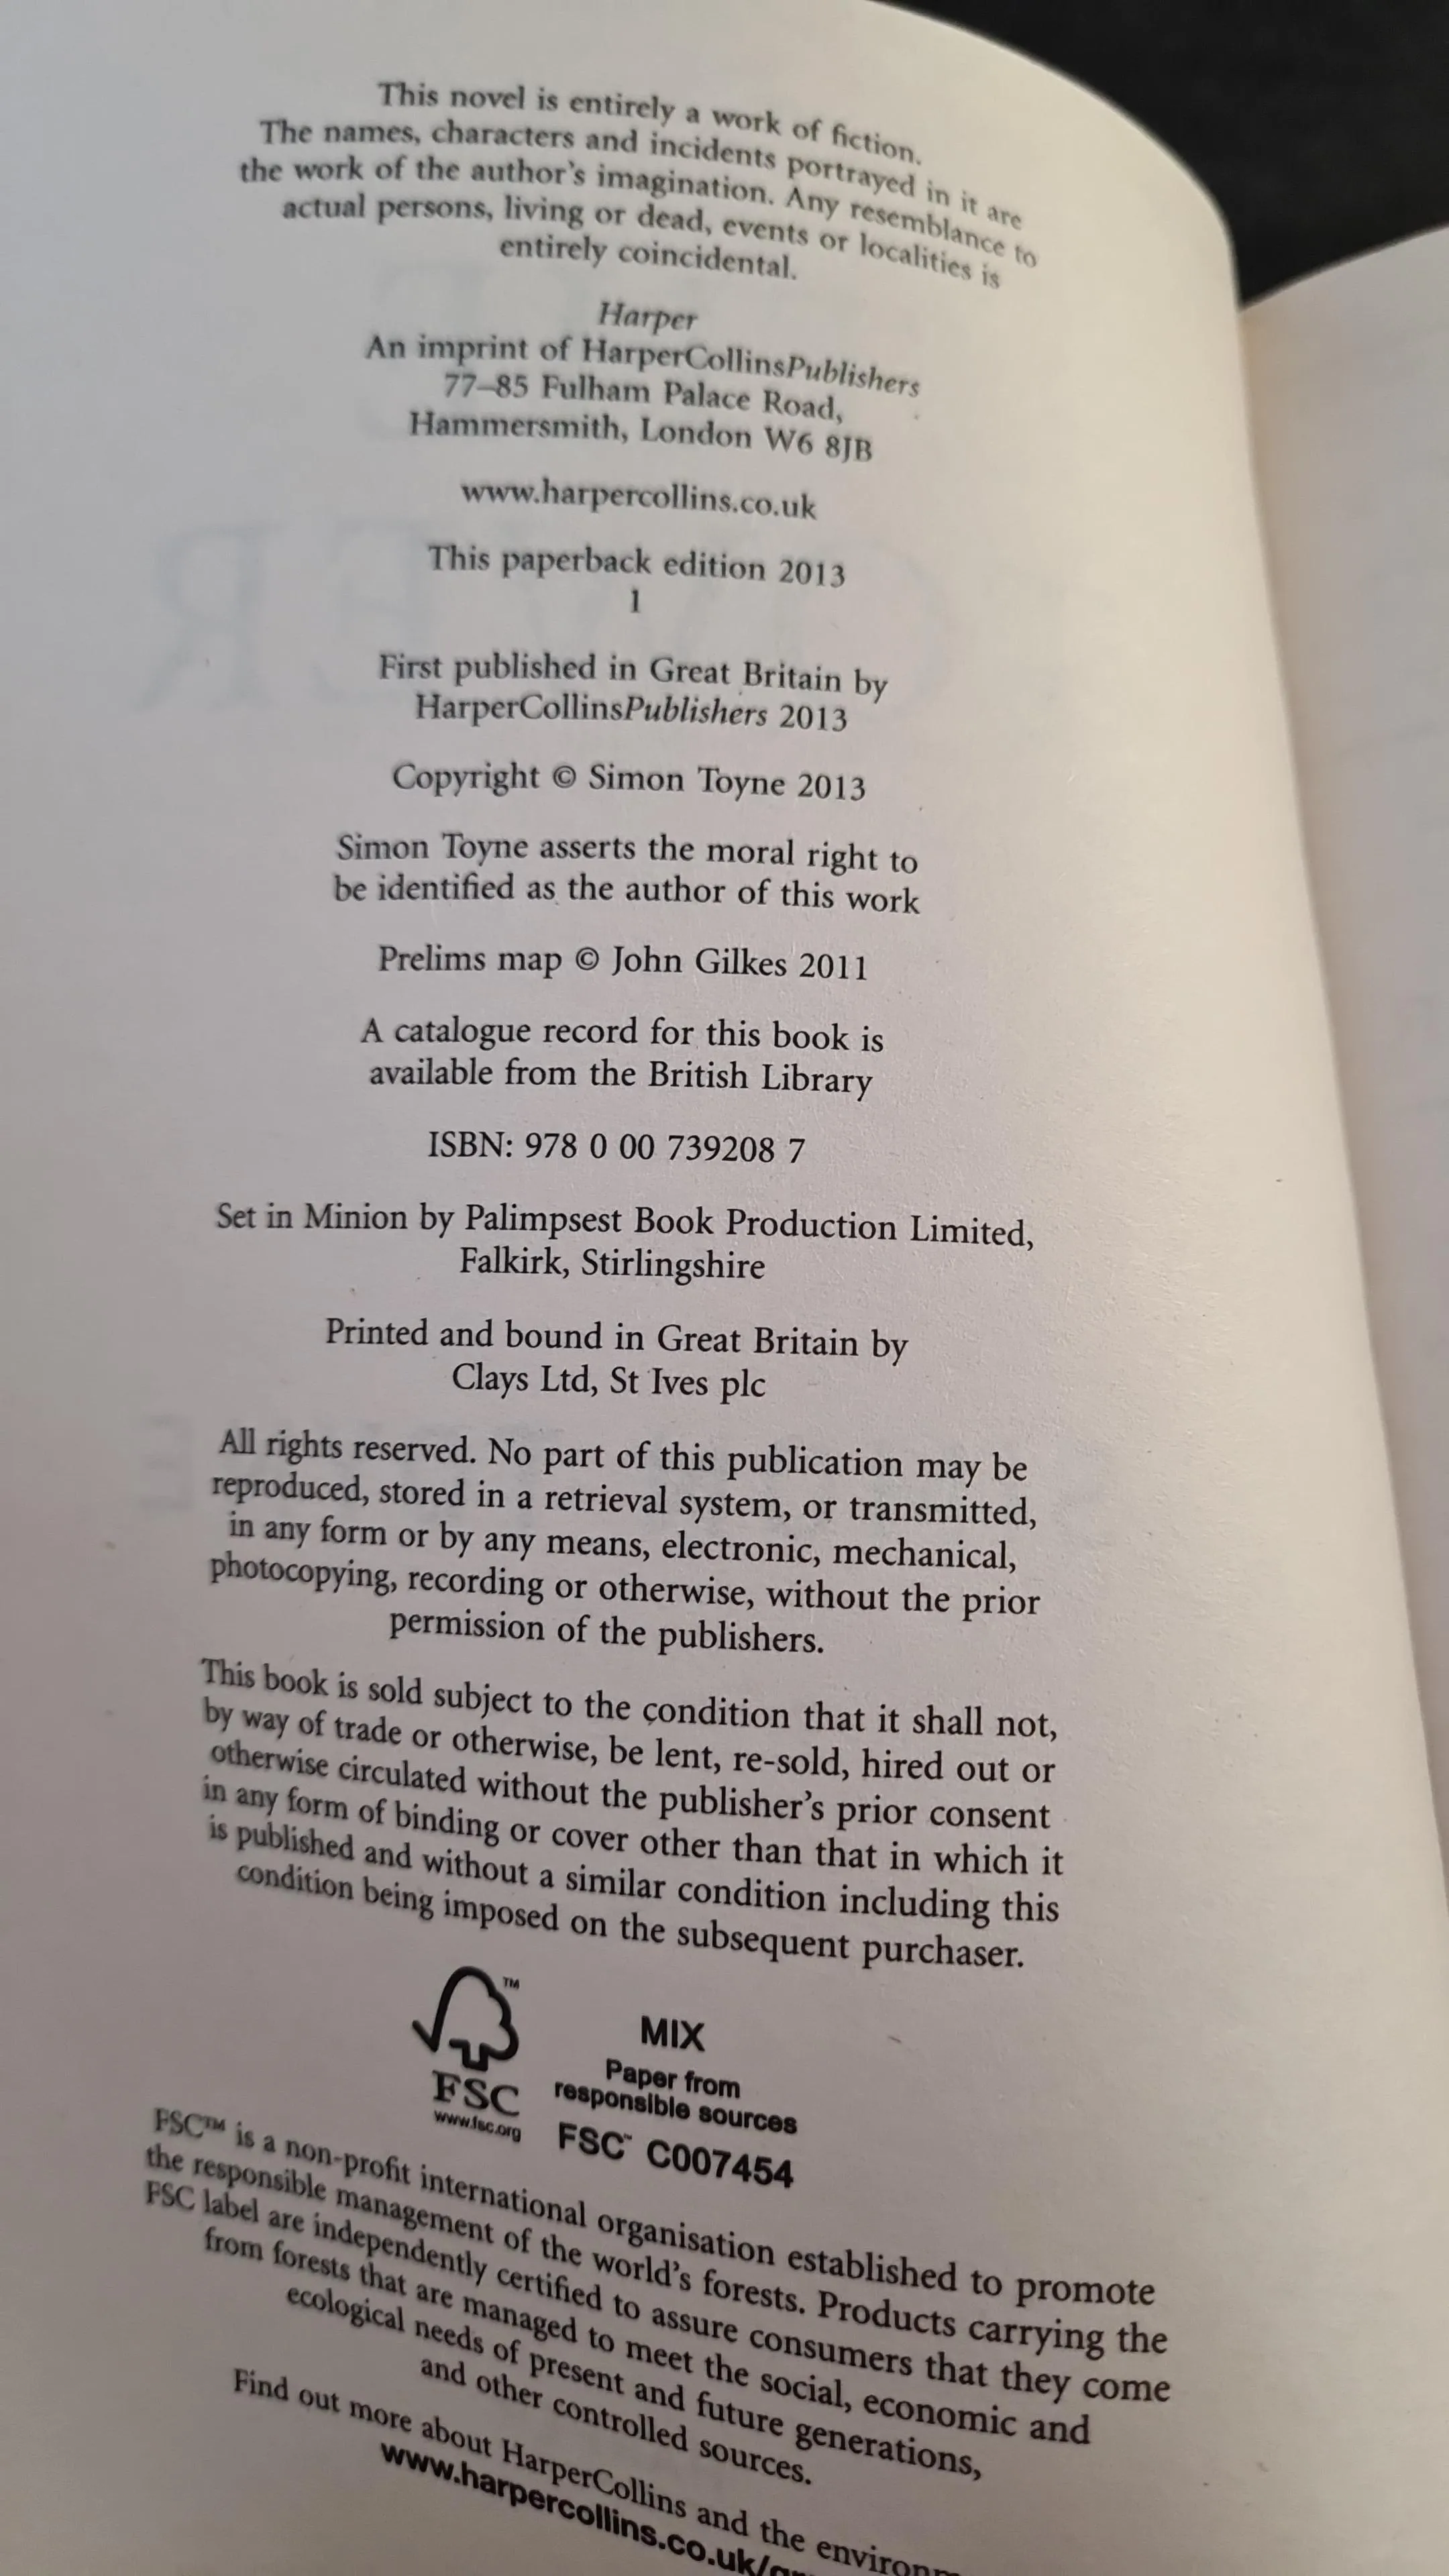 This novel is entirely a work of fiction.
The names, characters and incidents portrayed in it are
the work of the author's imagination. Any resemblance to
actual persons, living or dead, events or localities is
entirely coincidental.
Harper
An imprint of HarperCollinsPublishers
77–85 Fulham Palace Road,
Hammersmith, London W6 8JB
www.harpercollins.co.uk
This paperback edition 2013
1
First published in Great Britain by
HarperCollinsPublishers 2013
Copyright © Simon Toyne 2013
Simon Toyne asserts the moral right to
be identified as the author of this work
Prelims map © John Gilkes 2011
A catalogue record for this book is
available from the British Library
ISBN: 978 0 00 739208 7
Set in Minion by Palimpsest Book Production Limited,
Falkirk, Stirlingshire
Printed and bound in Great Britain by
Clays Ltd, St Ives plc
All rights reserved. No part of this publication may be
reproduced, stored in a retrieval system, or transmitted,
in any form or by any means, electronic, mechanical,
photocopying, recording or otherwise, without the prior
permission of the publishers.
This book is sold subject to the condition that it shall not,
by way of trade or otherwise, be lent, re-sold, hired out or
otherwise circulated without the publisher's prior consent
in any form of binding or cover other than that in which it
is published and without a similar condition including this
condition being imposed on the subsequent purchaser.
™
FSC
www.fsc.org
MIX
Paper from
responsible sources
FSC™ C007454
FSC™ is a non-profit international organisation established to promote
the responsible management of the world's forests. Products carrying the
FSC label are independently certified to assure consumers that they come
from forests that are managed to meet the social, economic and
ecological needs of present and future generations,
and other controlled sources.
Find out more about HarperCollins and the
www.harpercollins.co.uk/